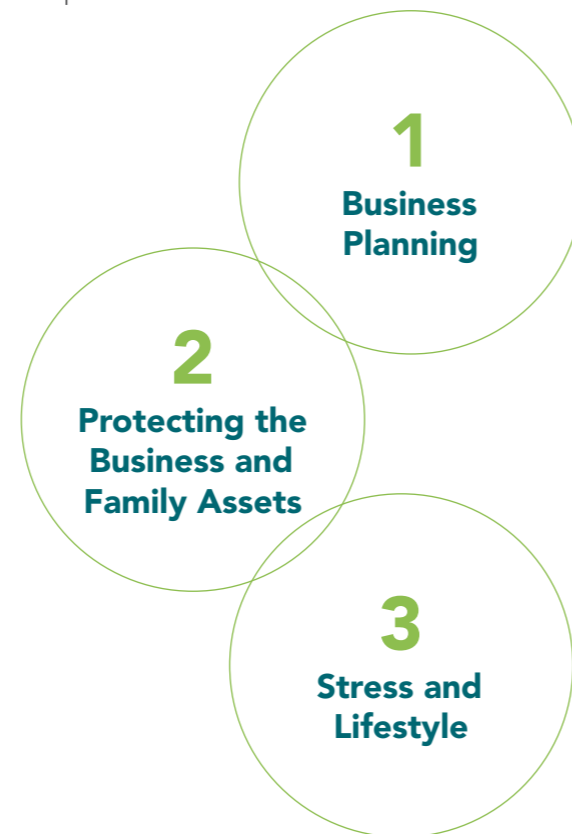 1
Business
Planning
2
Protecting the
Business and
Family Assets
3
Stress and
Lifestyle